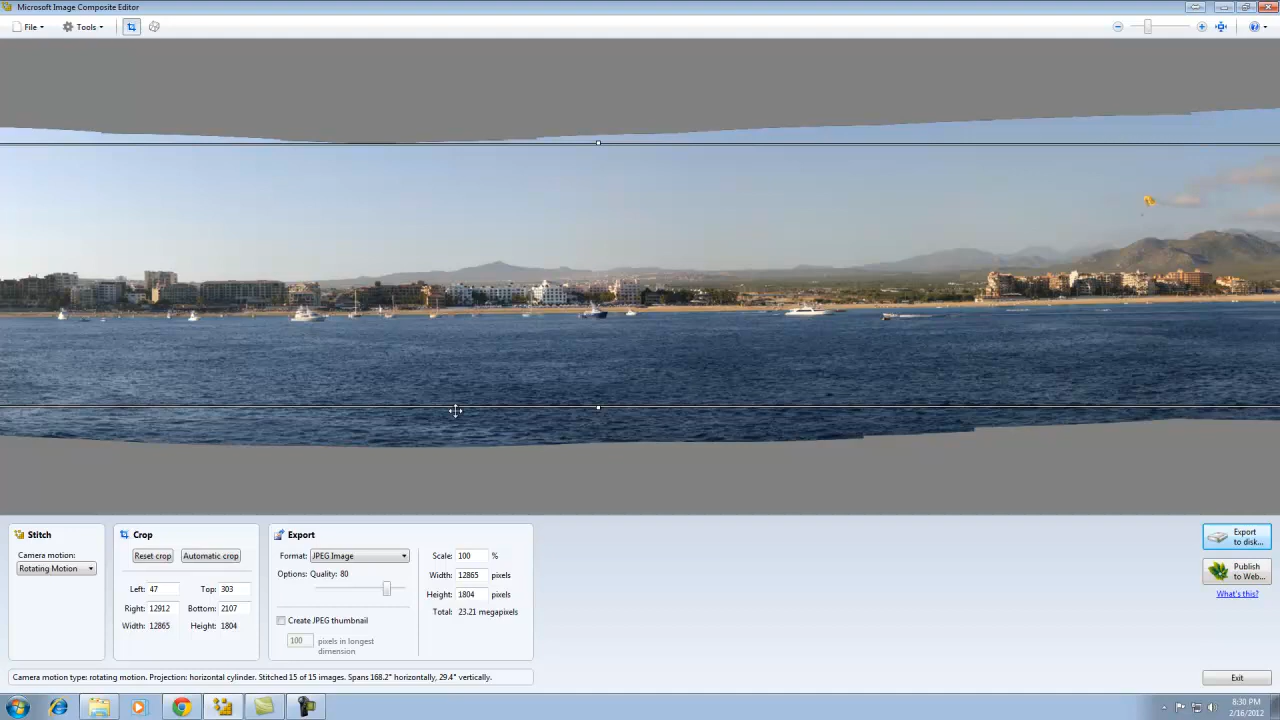 Microsoft Image Composite Editor
File Tools
Stitch
Camera motion:
Rotating Motion
Crop
Reset crop Automatic crop
Left: 47 Top: 303
Right: 12912 Bottom: 2107
Width: 12865 Height: 1804
Export
Format: JPEG Image
Options: Quality: 80
Create JPEG thumbnail
100 pixels in longest
dimension
Scale: 100 %
Width: 12865 pixels
Height: 1804 pixels
Total: 23.21 megapixels
Export
to disk...
Publish
to Web...
What's this?
Camera motion type: rotating motion. Projection: horizontal cylinder. Stitched 15 of 15 images. Spans 168.2° horizontally, 29.4° vertically.
Exit
8:30 PM
2/16/2012